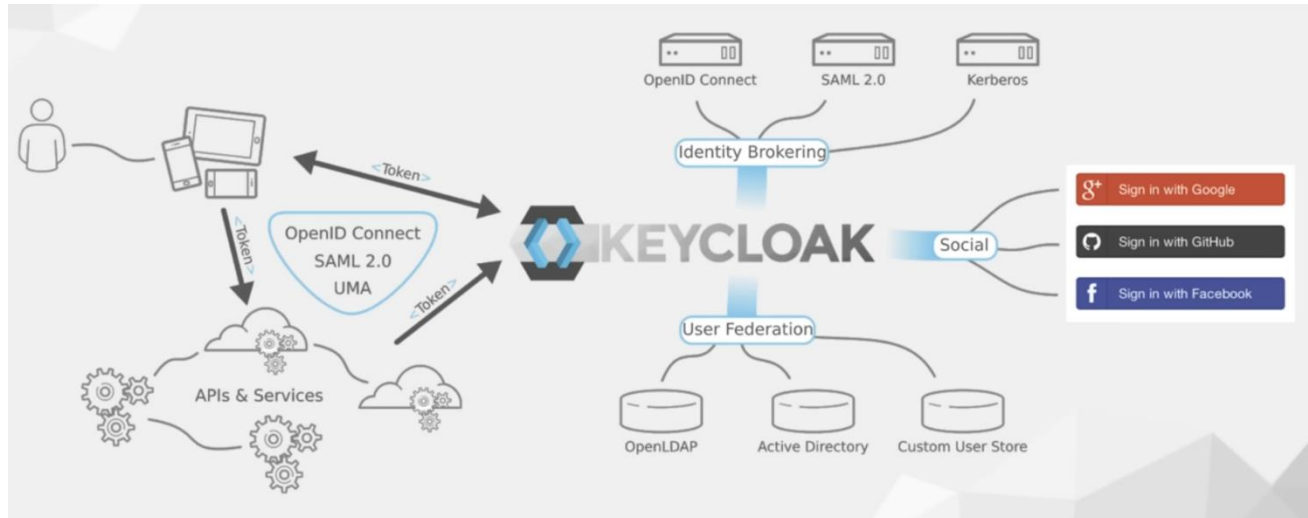 OpenID Connect
SAML 2.0
Kerberos
Identity Brokering
<Token>
<Token>
OpenID Connect
SAML 2.0
UMA
<Token>
KEYCLOAK
Social
g+ Sign in with Google
Sign in with GitHub
f Sign in with Facebook
User Federation
APIs & Services
OpenLDAP
Active Directory
Custom User Store